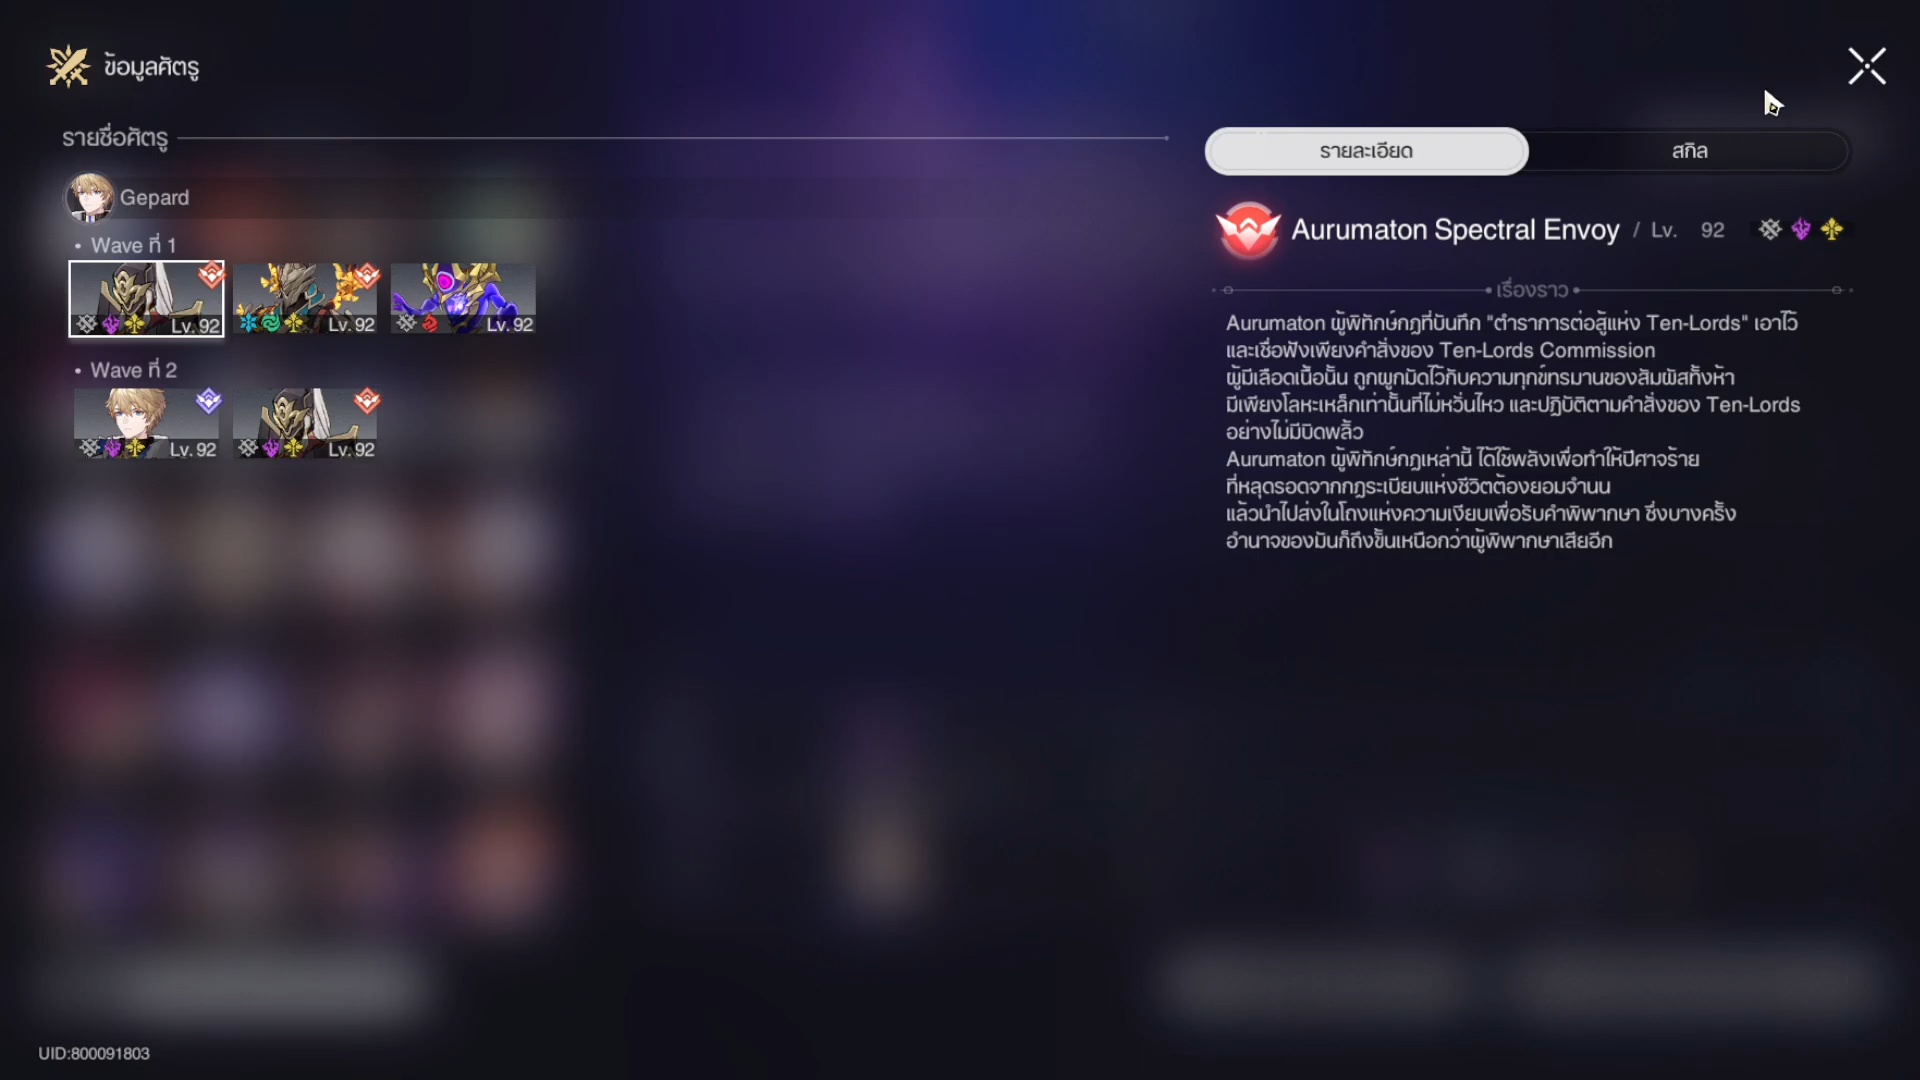 ข้อมูลศัตรู
รายชื่อศัตรู
Gepard
• Wave ที่ 1
Lv. 92
Lv. 92
Lv. 92
• Wave ที่ 2
Lv. 92
Lv. 92
รายละเอียด
สกิล
Aurumaton Spectral Envoy / Lv. 92
เรื่องราว
Aurumaton ผู้พิทักษ์กฎที่บันทึก "ตำราการต่อสู้แห่ง Ten-Lords" เอาไว้
และเชื่อฟังเพียงคำสั่งของ Ten-Lords Commission
ผู้มีเลือดเนื้อนั้น ถูกผูกมัดไว้กับความทุกข์ทรมานของสัมผัสทั้งห้า
มีเพียงโลหะเหล็กเท่านั้นที่ไม่หวั่นไหว และปฏิบัติตามคำสั่งของ Ten-Lords
อย่างไม่มีบิดพลิ้ว
Aurumaton ผู้พิทักษ์กฎเหล่านี้ ได้ใช้พลังเพื่อทำให้ปีศาจร้าย
ที่หลุดรอดจากกฎระเบียบแห่งชีวิตต้องยอมจำนน
แล้วนำไปส่งในโถงแห่งความเงียบเพื่อรับคำพิพากษา ซึ่งบางครั้ง
อำนาจของมันก็ถึงขั้นเหนือกว่าผู้พิพากษาเสียอีก
UID:800091803